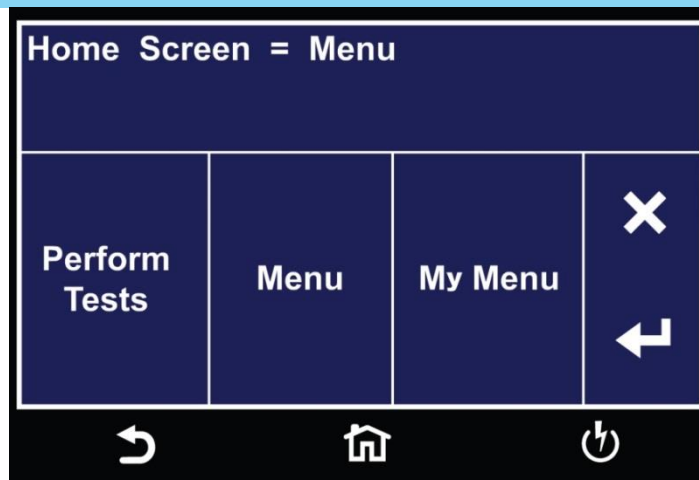 Home Screen = Menu
Perform
Tests
Menu
My Menu